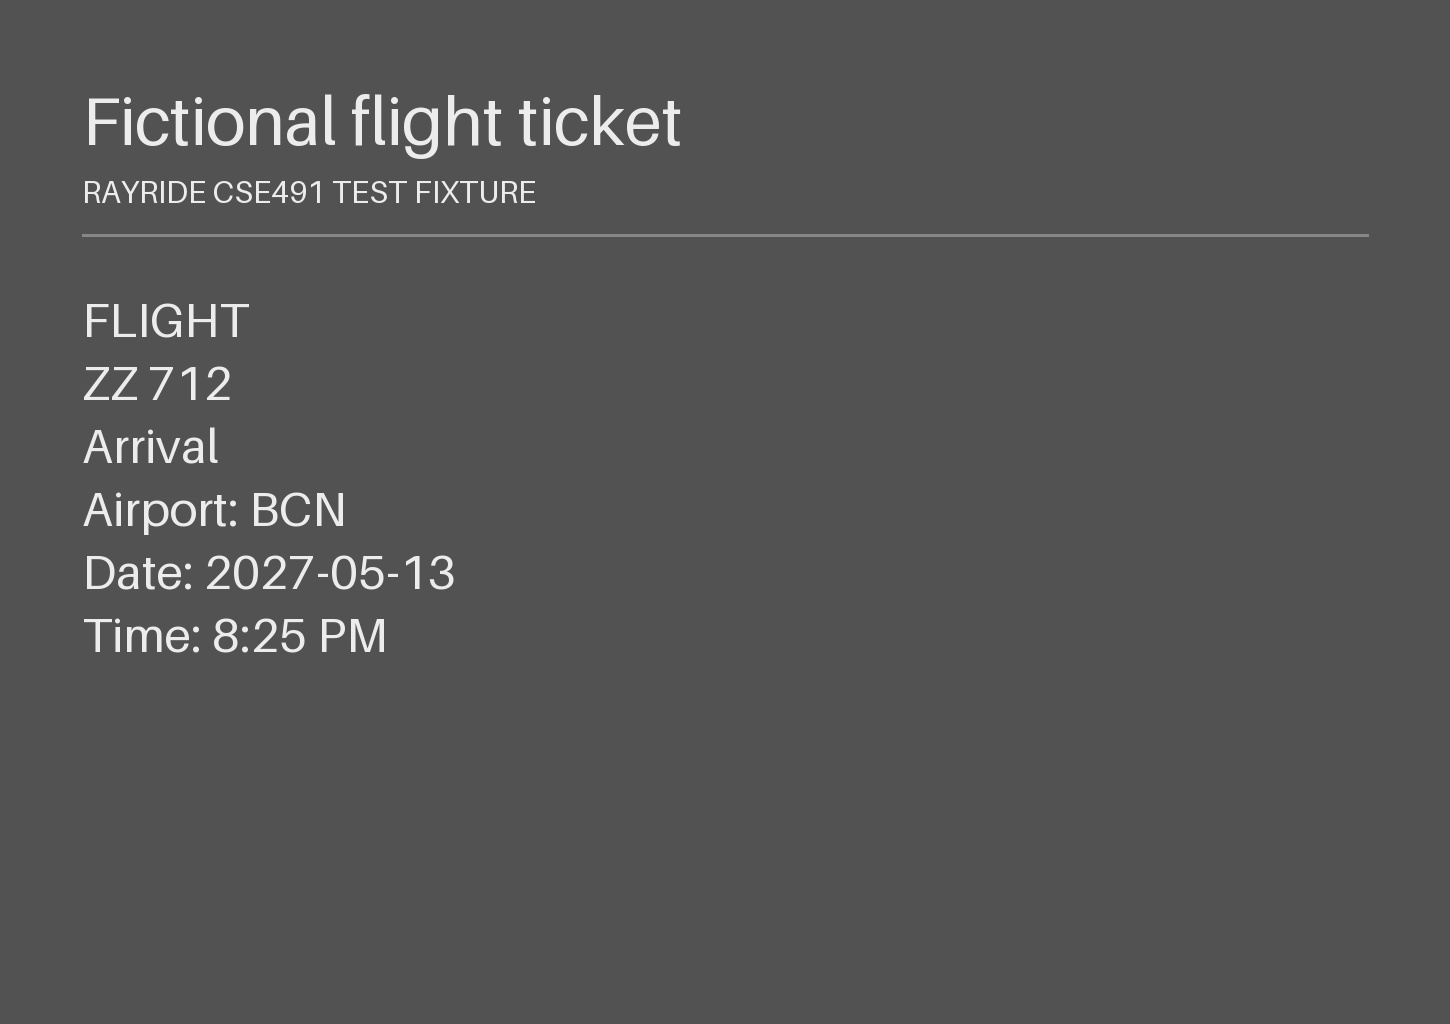 Fictional flight ticket
RAYRIDE CSE491 TEST FIXTURE
FLIGHT
ZZ 712
Arrival
Airport: BCN
Date: 2027-05-13
Time: 8:25 PM